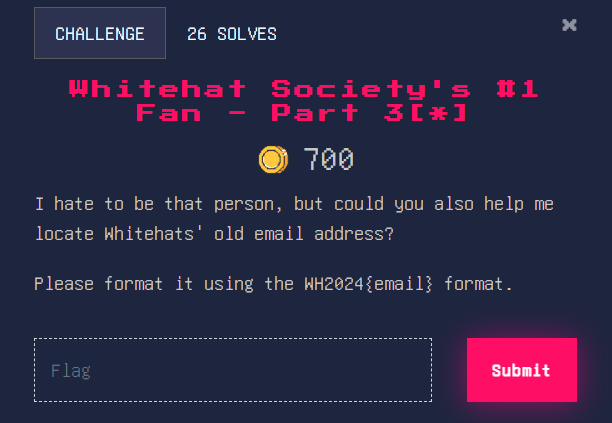 CHALLENGE
26 SOLVES
Whitehat Society's #1
Fan - Part 3[*]
700
I hate to be that person, but could you also help me
locate Whitehats' old email address?
Please format it using the WH2024{email} format.
Flag
Submit